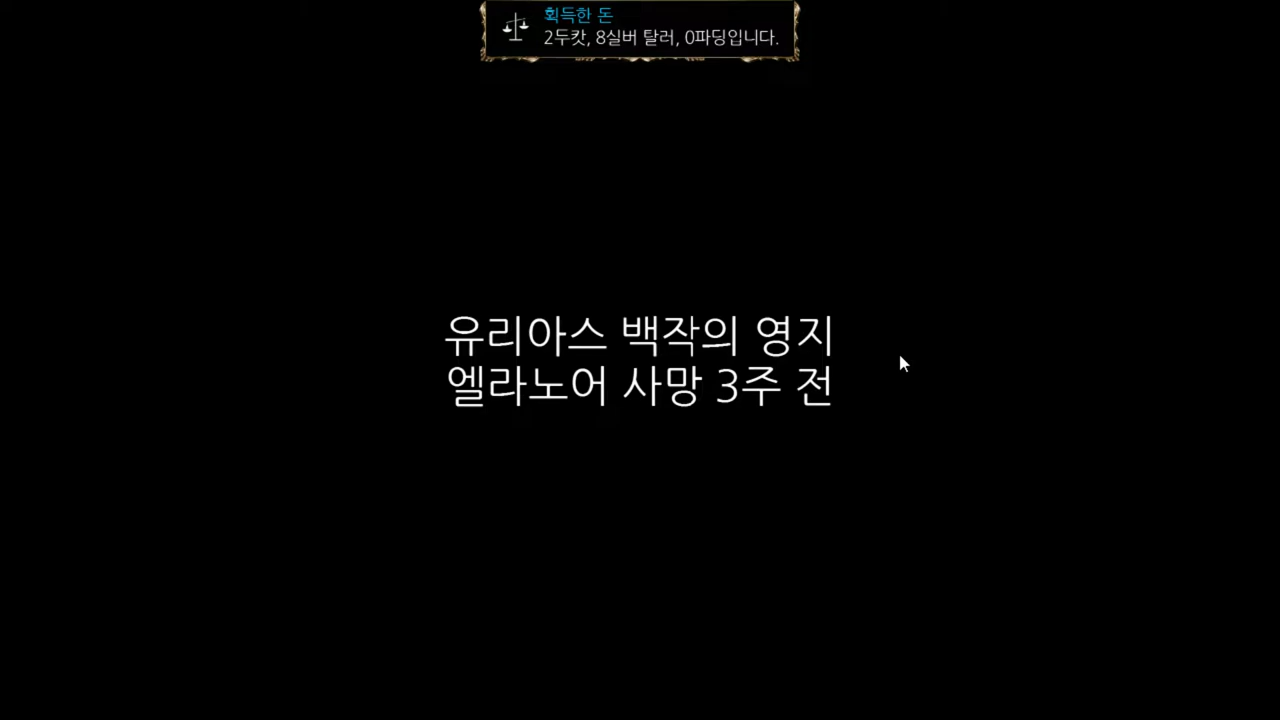 획득한 돈
2두캇, 8실버 탈러, 0파딩입니다.
유리아스 백작의 영지
엘라노어 사망 3주 전